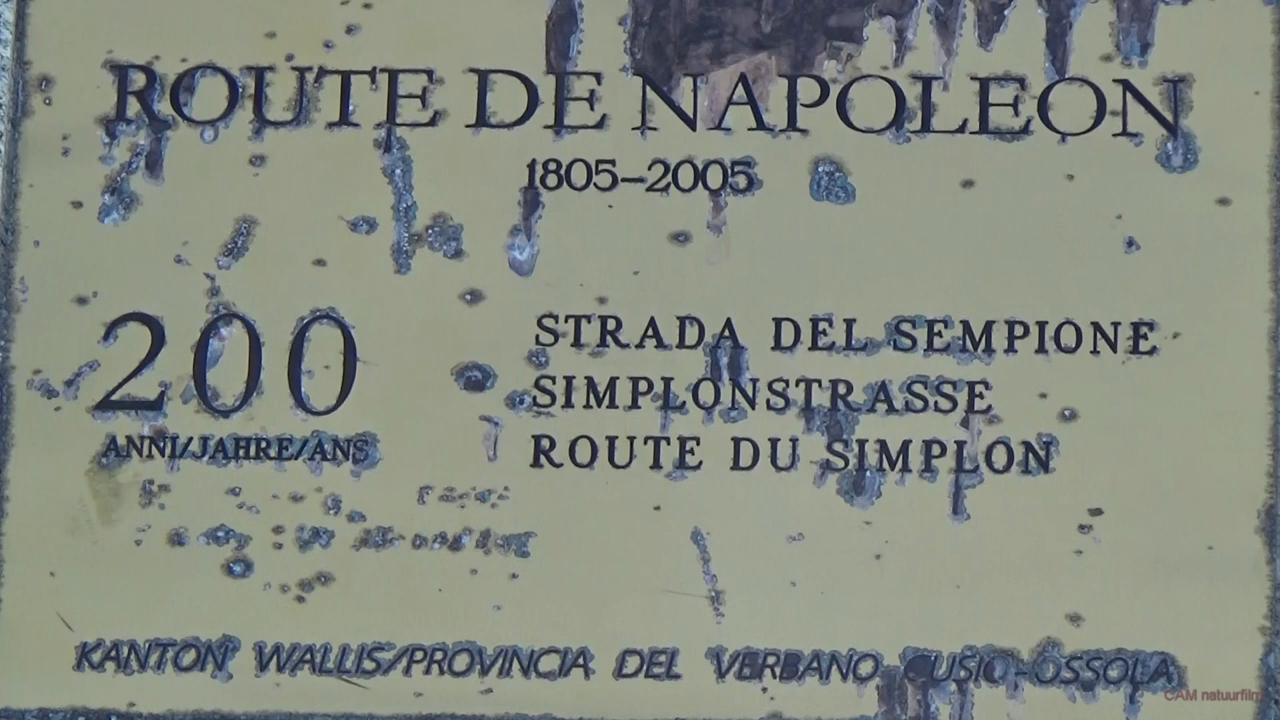 ROUTE DE NAPOLEON
1805–2005
200
ANNI/JAHRE/ANS
STRADA DEL SEMPIONE
SIMPLONSTRASSE
ROUTE DU SIMPLON
KANTON WALLIS/PROVINCIA DEL VERBANO CUSIO-OSSOLA
CAM natuurfilm